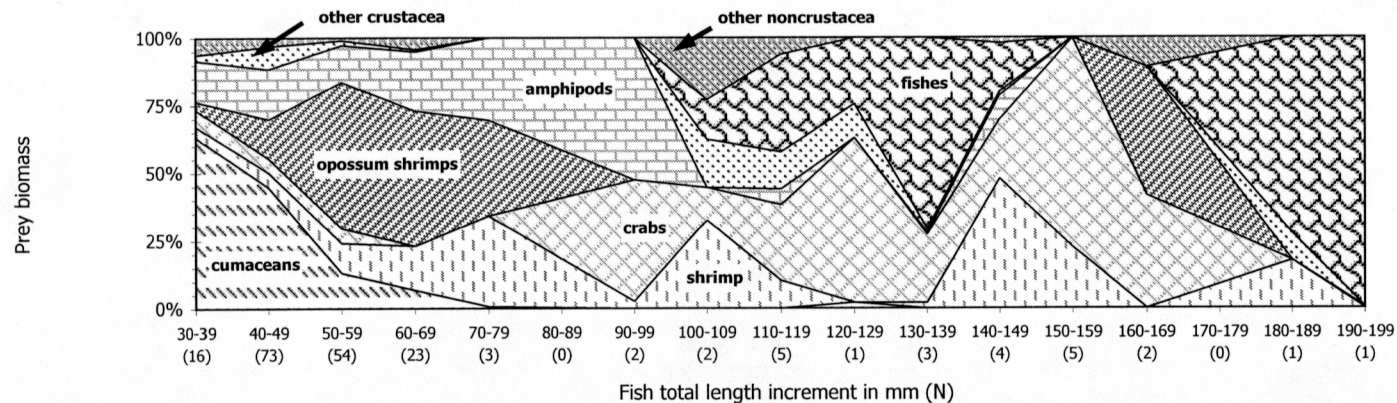 other crustacea
other noncrustacea
100%
75%
50%
25%
0%
Prey biomass
amphipods
fishes
opossum shrimps
crabs
cumaceans
shrimp
30-39 40-49 50-59 60-69 70-79 80-89 90-99 100-109 110-119 120-129 130-139 140-149 150-159 160-169 170-179 180-189 190-199
(16) (73) (54) (23) (3) (0) (2) (2) (5) (1) (3) (4) (5) (2) (0) (1) (1)
Fish total length increment in mm (N)